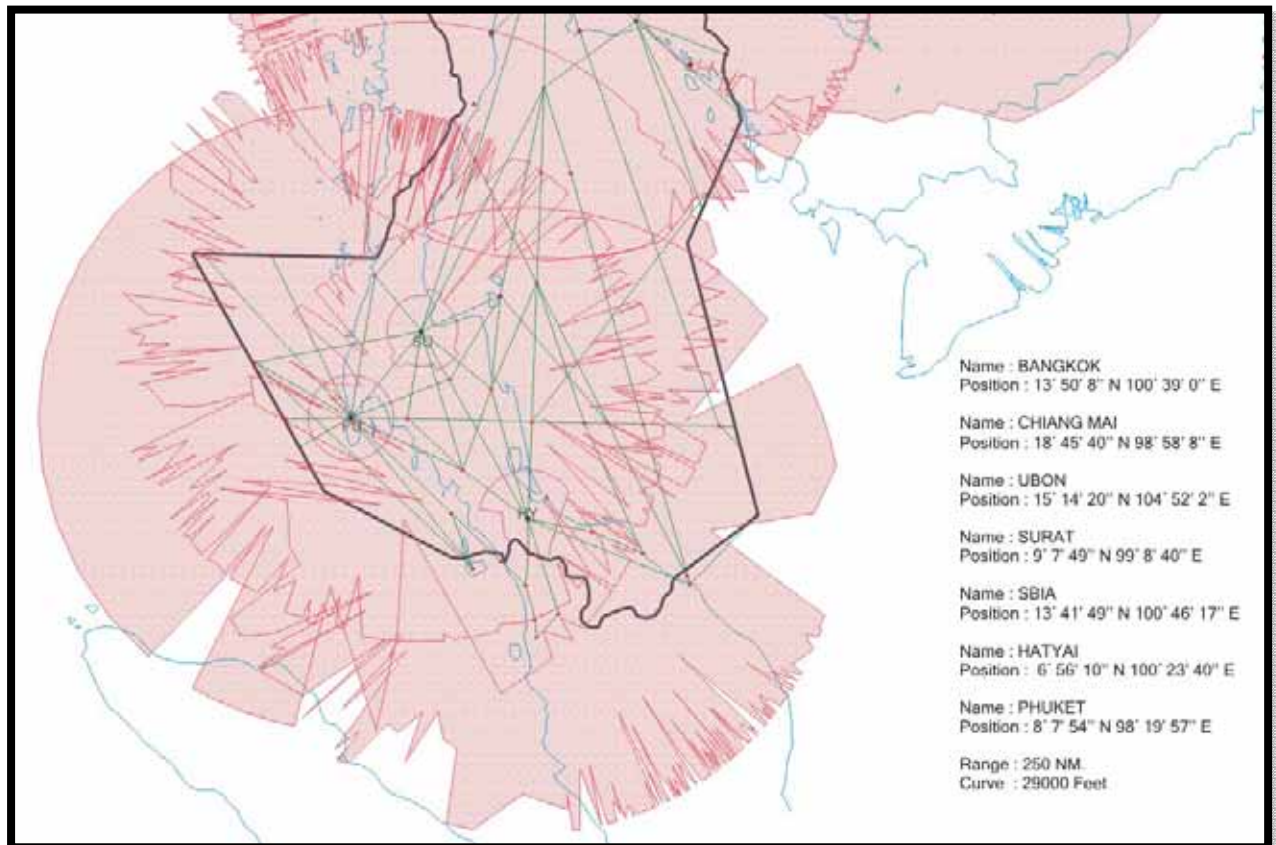 SU
HY
Name : BANGKOK
Position : 13° 50' 8" N 100° 39' 0" E
Name : CHIANG MAI
Position : 18° 45' 40" N 98° 58' 8" E
Name : UBON
Position : 15° 14' 20" N 104° 52' 2" E
Name : SURAT
Position : 9° 7' 49" N 99° 8' 40" E
Name : SBIA
Position : 13° 41' 49" N 100° 46' 17" E
Name : HATYAI
Position : 6° 56' 10" N 100° 23' 40" E
Name : PHUKET
Position : 8° 7' 54" N 98° 19' 57" E
Range : 250 NM.
Curve : 29000 Feet